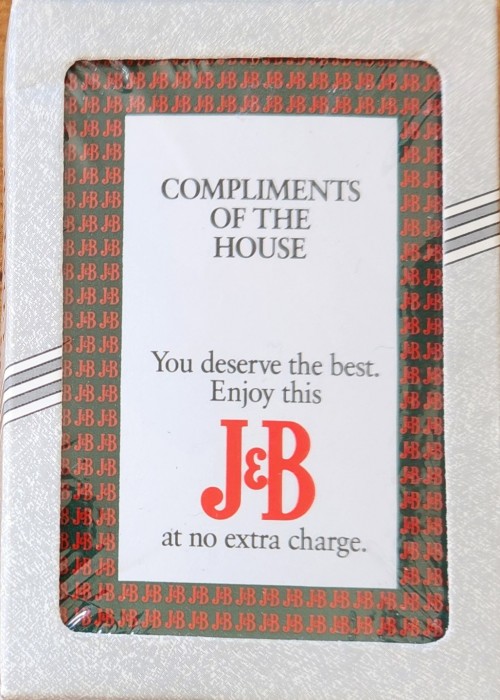 COMPLIMENTS
OF THE
HOUSE
You deserve the best.
Enjoy this
J&B
at no extra charge.